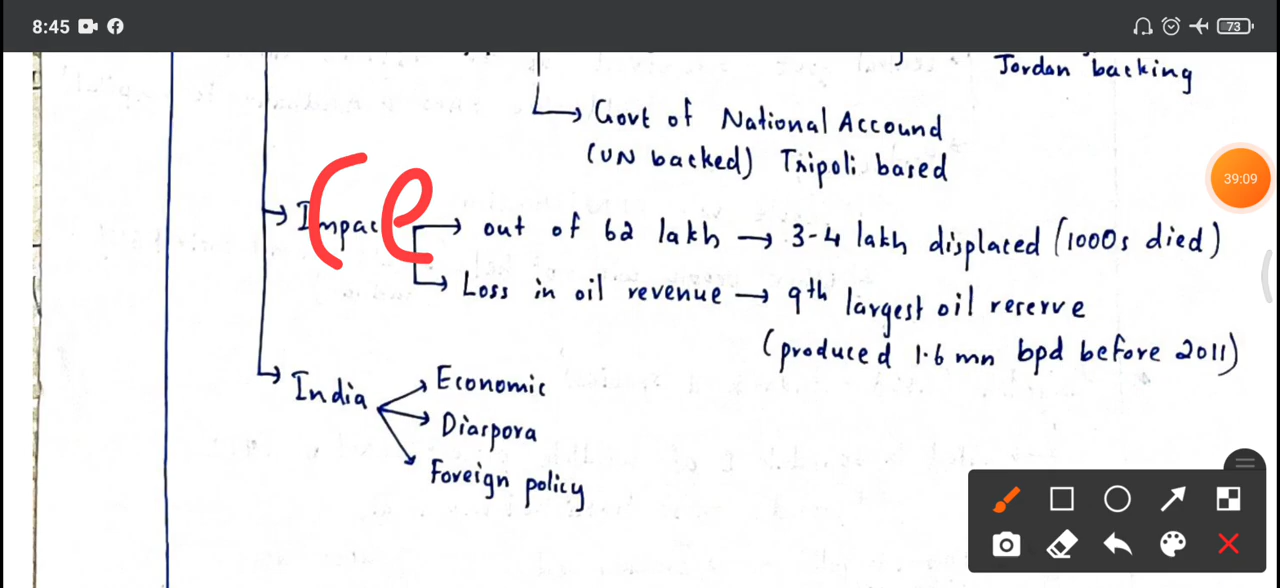 8:45
73
Jordan backing
Govt of National Accound
(UN backed) Tripoli based
39:09
Impact
out of 62 lakh → 3-4 lakh displaced (1000s died)
Loss in oil revenue → 9th largest oil reserve
(produced 1.6 mn bpd before 2011)
India
Economic
Diaspora
Foreign policy